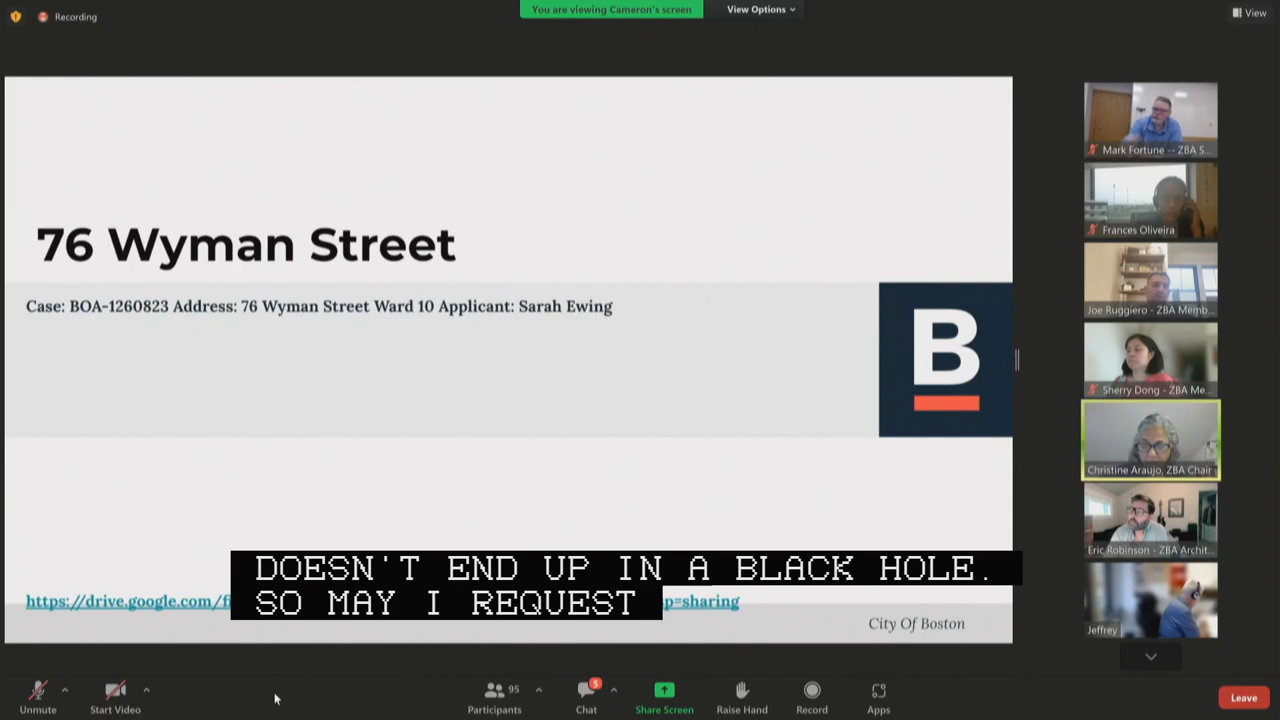 Recording
You are viewing Cameron's screen
View Options
View
76 Wyman Street
Case: BOA-1260823 Address: 76 Wyman Street Ward 10 Applicant: Sarah Ewing
B
DOESN'T END UP IN A BLACK HOLE.
SO MAY I REQUEST
https://drive.google.com/fi
p=sharing
City Of Boston
Mark Fortune -- ZBA S...
Frances Oliveira
Joe Ruggiero - ZBA Memb...
Sherry Dong - ZBA Me...
Christine Araujo, ZBA Chair
Eric Robinson - ZBA Archit...
Jeffrey
Unmute
Start Video
95
Participants
5
Chat
Share Screen
Raise Hand
Record
Apps
Leave